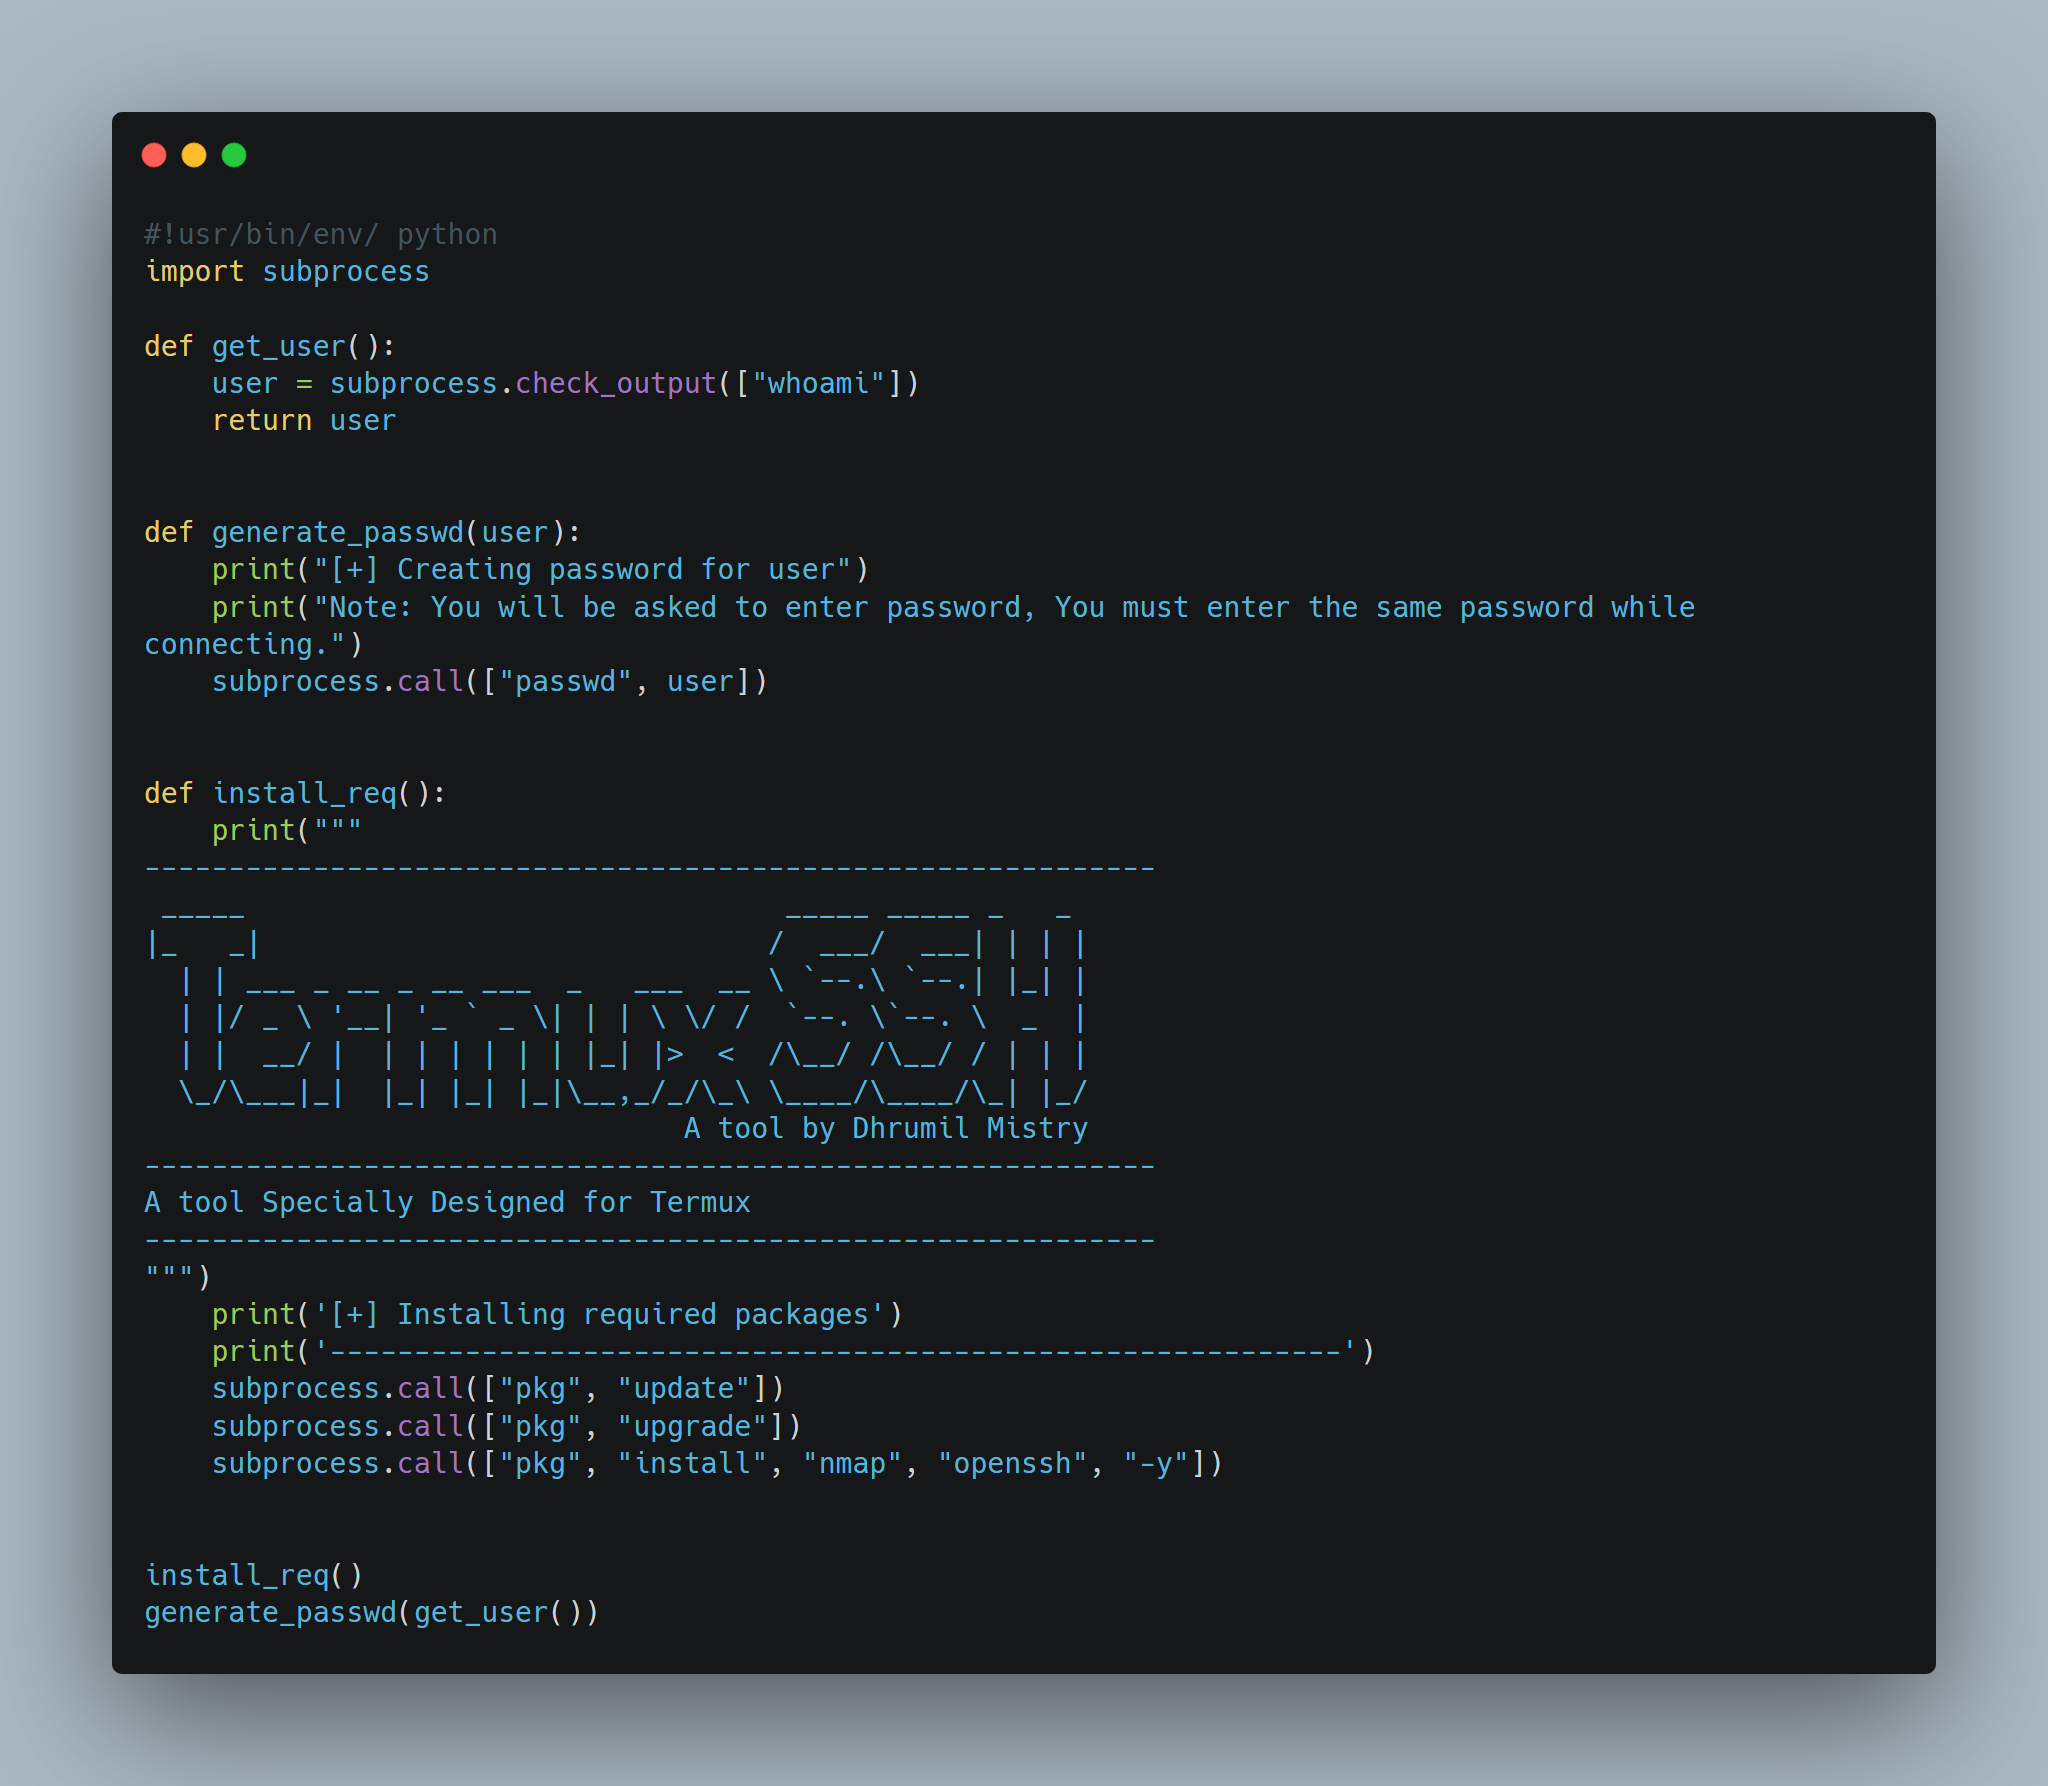 #!usr/bin/env/ python
import subprocess

def get_user():
    user = subprocess.check_output(["whoami"])
    return user


def generate_passwd(user):
    print("[+] Creating password for user")
    print("Note: You will be asked to enter password, You must enter the same password while
connecting.")
    subprocess.call(["passwd", user])


def install_req():
    print("""
------------------------------------------------------------
 _____                                _____ _____ _   _
|_   _|                              /  ___/  ___| | | |
  | | ___ _ __ _ __ ___  _   ___  __ \ `--.\ `--.| |_| |
  | |/ _ \ '__| '_ ` _ \| | | \ \/ /  `--. \`--. \  _  |
  | |  __/ |  | | | | | | |_| |>  <  /\__/ /\__/ / | | |
  \_/\___|_|  |_| |_| |_|\__,_/_/\_\ \____/\____/\_| |_/
                                A tool by Dhrumil Mistry
------------------------------------------------------------
A tool Specially Designed for Termux
------------------------------------------------------------
""")
    print('[+] Installing required packages')
    print('------------------------------------------------------------')
    subprocess.call(["pkg", "update"])
    subprocess.call(["pkg", "upgrade"])
    subprocess.call(["pkg", "install", "nmap", "openssh", "-y"])


install_req()
generate_passwd(get_user())